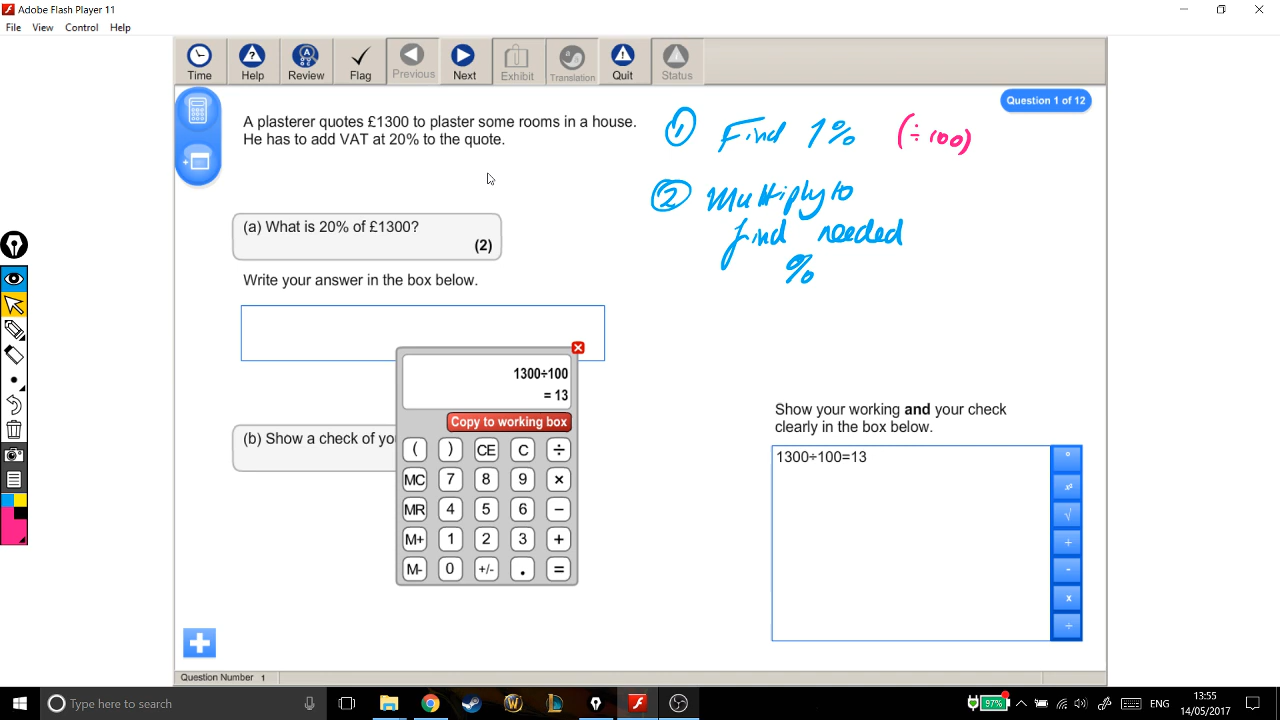 Adobe Flash Player 11
File View Control Help
Time Help Review Flag Previous Next Exhibit Translation Quit Status
Question 1 of 12
A plasterer quotes £1300 to plaster some rooms in a house.
He has to add VAT at 20% to the quote.
① Find 1% (÷ 100)
② Multiply to
find needed
%
(a) What is 20% of £1300?
(2)
Write your answer in the box below.
1300÷100
= 13
Copy to working box
( ) CE C ÷
MC 7 8 9 ×
MR 4 5 6 −
M+ 1 2 3 +
M- 0 +/- . =
(b) Show a check of yo
Show your working and your check
clearly in the box below.
1300÷100=13
°
x²
√
+
-
x
÷
Question Number 1
Type here to search
97%
ENG
13:55
14/05/2017